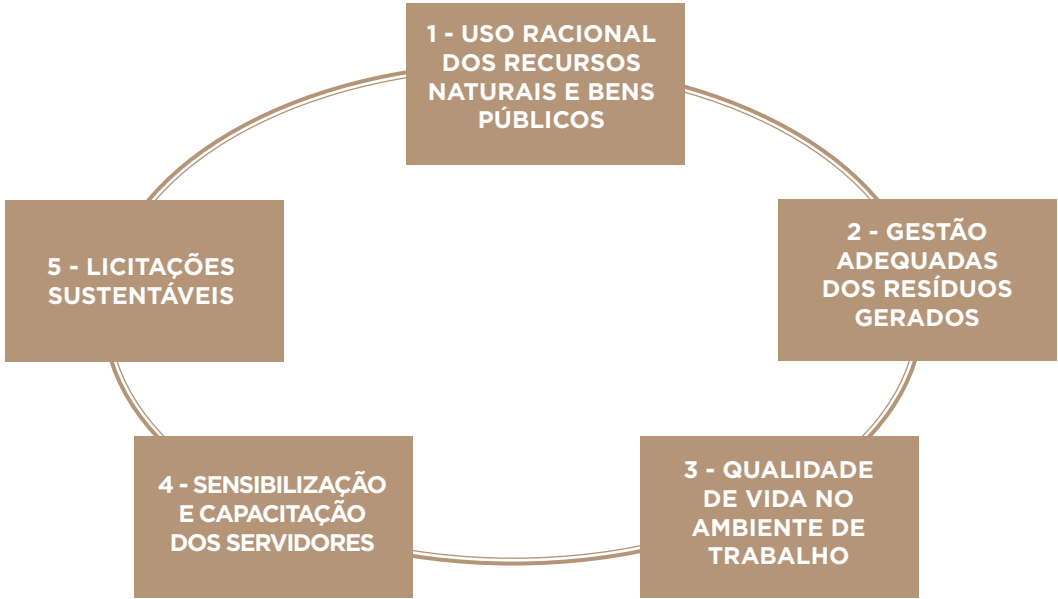 1 - USO RACIONAL
DOS RECURSOS
NATURAIS E BENS
PÚBLICOS
2 - GESTÃO
ADEQUADAS
DOS RESÍDUOS
GERADOS
3 - QUALIDADE
DE VIDA NO
AMBIENTE DE
TRABALHO
4 - SENSIBILIZAÇÃO
E CAPACITAÇÃO
DOS SERVIDORES
5 - LICITAÇÕES
SUSTENTÁVEIS